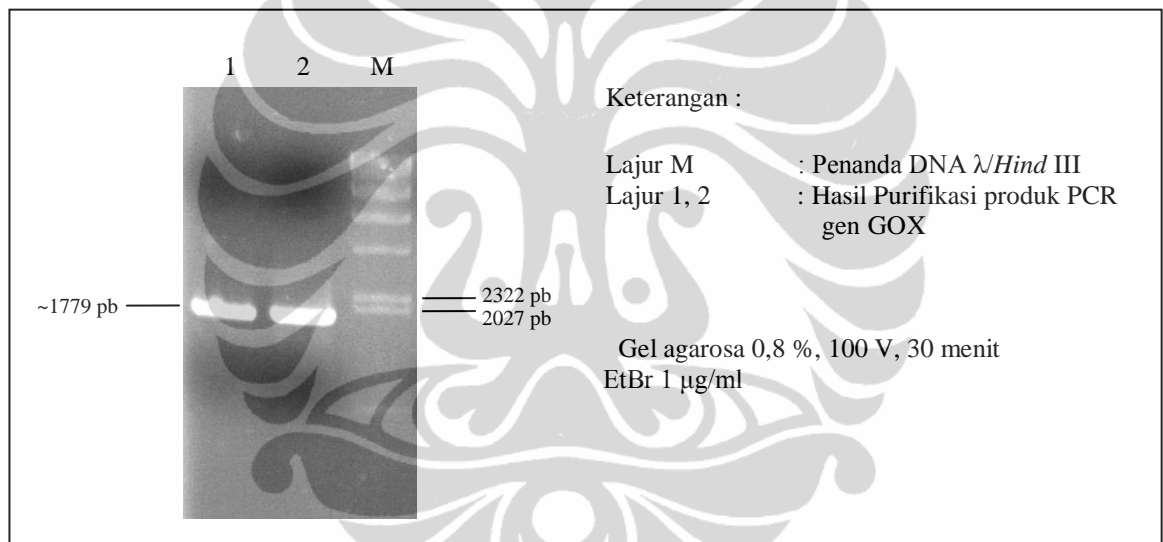 1 2 M
Keterangan :
Lajur M : Penanda DNA λ/Hind III
Lajur 1, 2 : Hasil Purifikasi produk PCR
gen GOX
~1779 pb
2322 pb
2027 pb
Gel agarosa 0,8 %, 100 V, 30 menit
EtBr 1 µg/ml